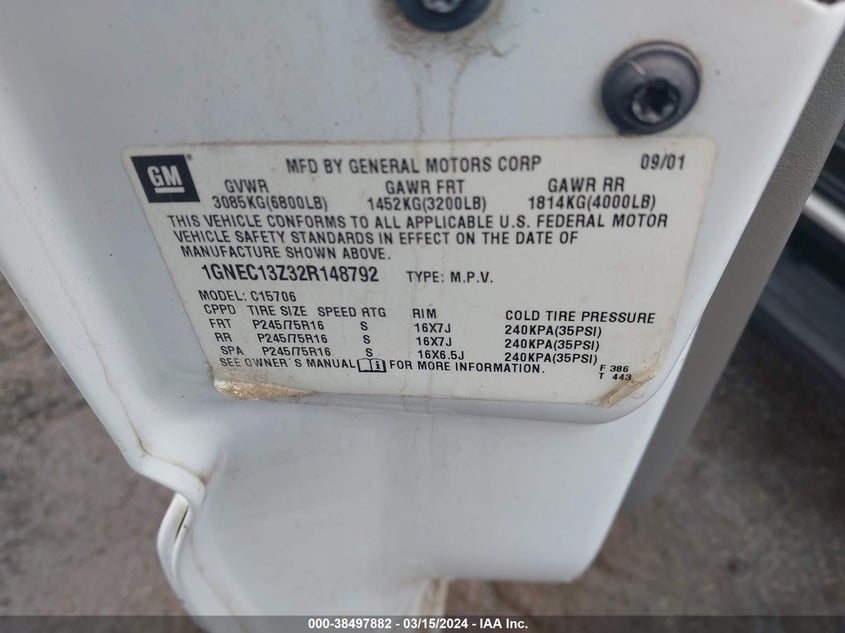 GM® MFD BY GENERAL MOTORS CORP 09/01
GVWR GAWR FRT GAWR RR
3085KG(6800LB) 1452KG(3200LB) 1814KG(4000LB)
THIS VEHICLE CONFORMS TO ALL APPLICABLE U.S. FEDERAL MOTOR
VEHICLE SAFETY STANDARDS IN EFFECT ON THE DATE OF
MANUFACTURE SHOWN ABOVE.
1GNEC13Z32R148792 TYPE: M.P.V.
MODEL: C15706
CPPD TIRE SIZE SPEED RTG RIM COLD TIRE PRESSURE
FRT P245/75R16 S 16X7J 240KPA(35PSI)
RR P245/75R16 S 16X7J 240KPA(35PSI)
SPA P245/75R16 S 16X6.5J 240KPA(35PSI)
SEE OWNER'S MANUAL FOR MORE INFORMATION.
F 386
T 443
000-38497882 — 03/15/2024 — IAA Inc.